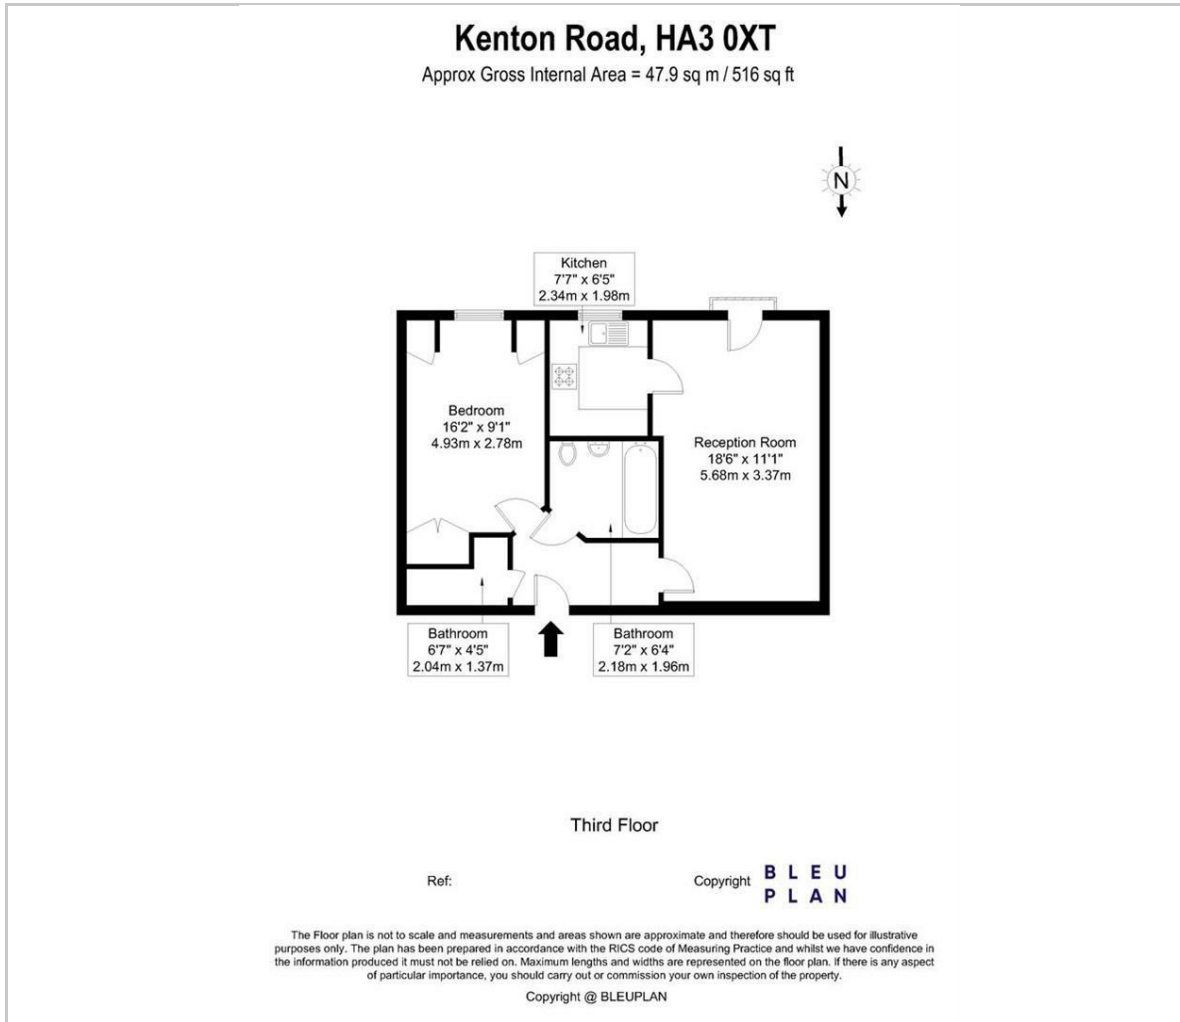 Kenton Road, HA3 0XT
Approx Gross Internal Area = 47.9 sq m / 516 sq ft
N
Kitchen
7'7" x 6'5"
2.34m x 1.98m
Bedroom
16'2" x 9'1"
4.93m x 2.78m
Reception Room
18'6" x 11'1"
5.68m x 3.37m
Bathroom
6'7" x 4'5"
2.04m x 1.37m
Bathroom
7'2" x 6'4"
2.18m x 1.96m
Third Floor
Ref:
Copyright
BLEU
PLAN
The Floor plan is not to scale and measurements and areas shown are approximate and therefore should be used for illustrative
purposes only. The plan has been prepared in accordance with the RICS code of Measuring Practice and whilst we have confidence in
the information produced it must not be relied on. Maximum lengths and widths are represented on the floor plan. If there is any aspect
of particular importance, you should carry out or commission your own inspection of the property.
Copyright @ BLEUPLAN